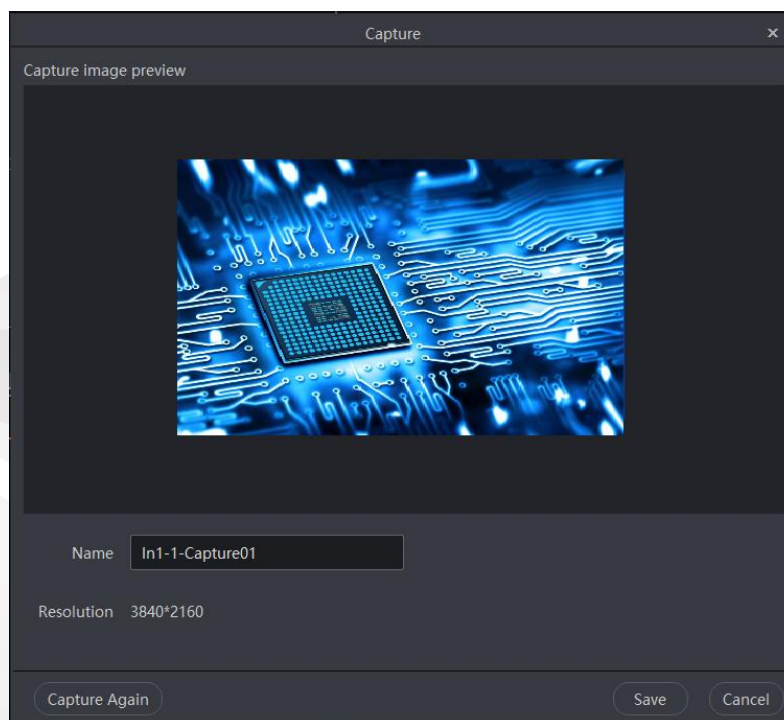 Capture ×
Capture image preview
Name In1-1-Capture01
Resolution 3840*2160
Capture Again Save Cancel